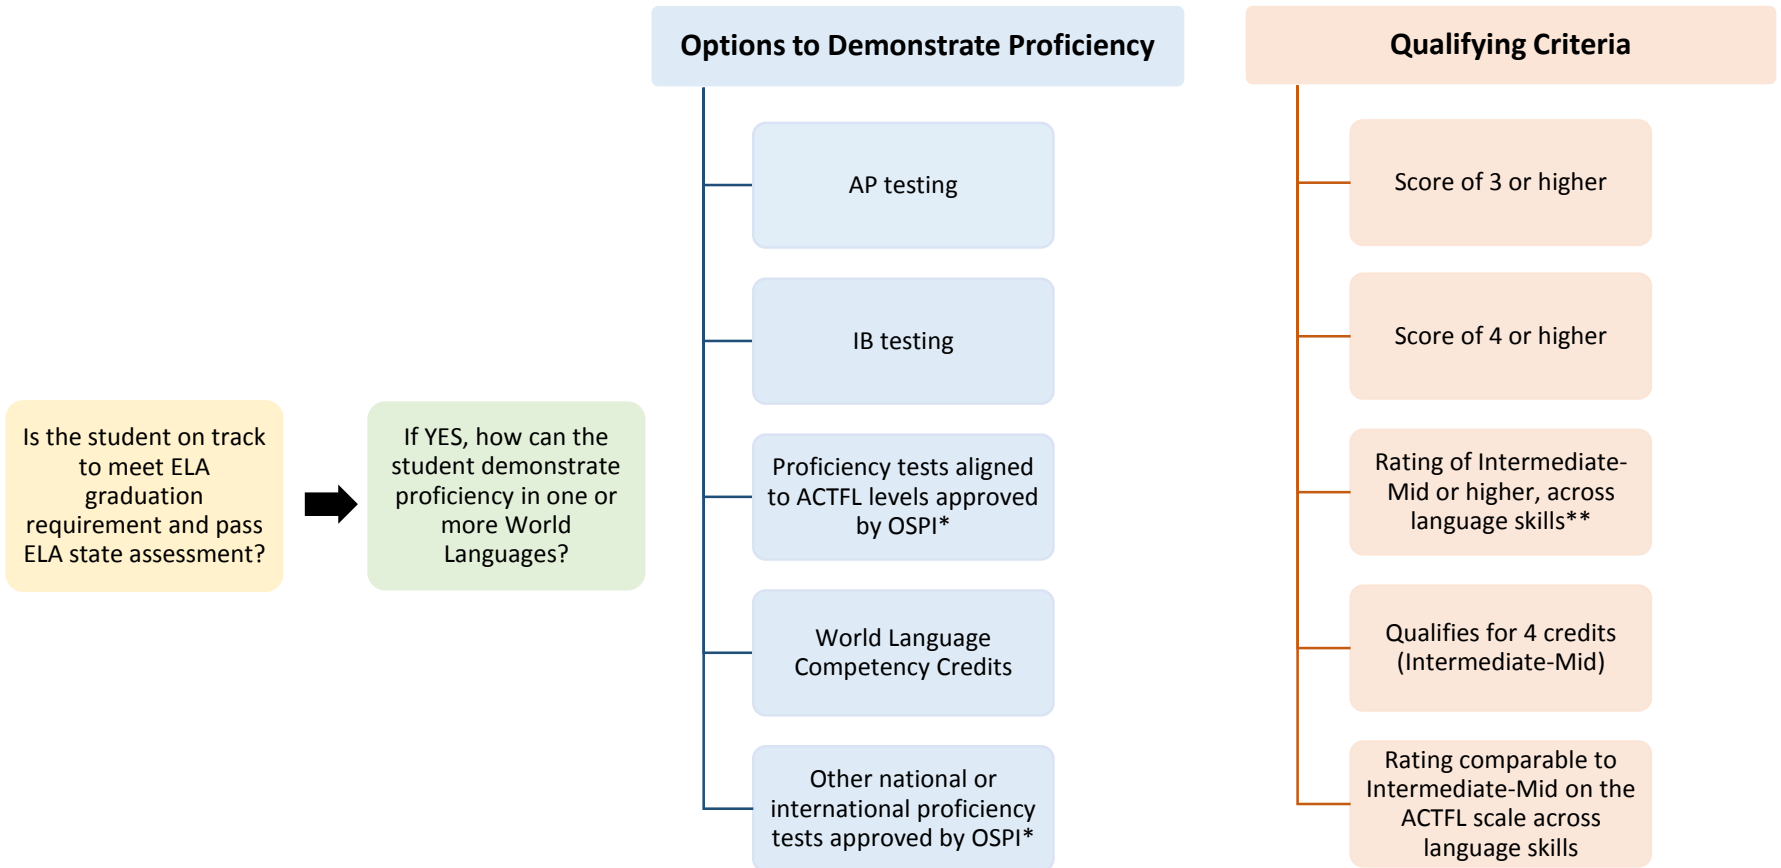 Options to Demonstrate Proficiency
AP testing
IB testing
Proficiency tests aligned
to ACTFL levels approved
by OSPI*
World Language
Competency Credits
Other national or
international proficiency
tests approved by OSPI*
Qualifying Criteria
Score of 3 or higher
Score of 4 or higher
Rating of Intermediate-
Mid or higher, across
language skills**
Qualifies for 4 credits
(Intermediate-Mid)
Rating comparable to
Intermediate-Mid on the
ACTFL scale across
language skills
Is the student on track
to meet ELA
graduation
requirement and pass
ELA state assessment?
If YES, how can the
student demonstrate
proficiency in one or
more World
Languages?